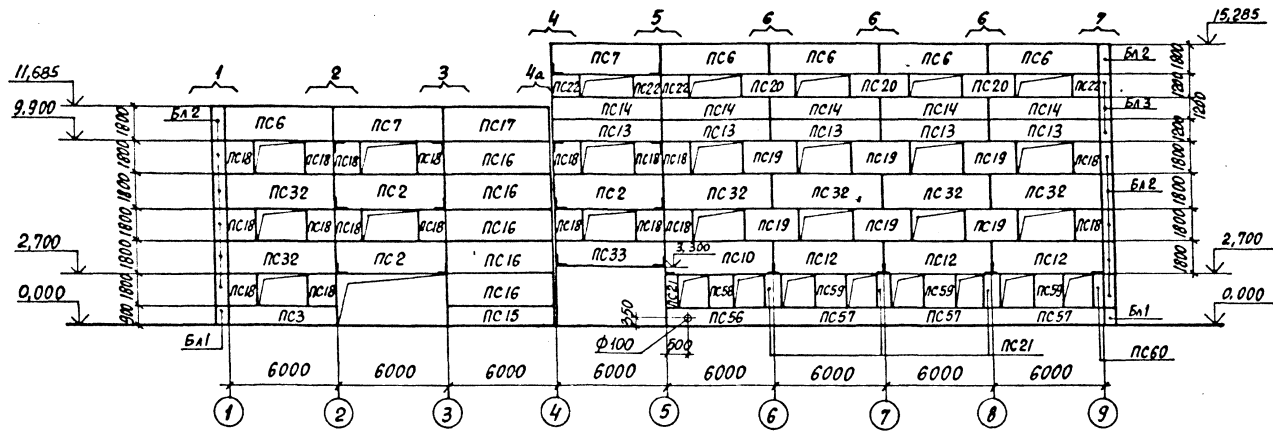 4 5 6 6 6 7
15,285
ПС7 ПС6 ПС6 ПС6 ПС6 Бл2 1800
11,685 1 2 3 4а
ПС22 ПС22 ПС22 ПС20 ПС20 ПС20 ПС22 1200
9,900 Бл2 ПС6 ПС7 ПС17 ПС14 ПС14 ПС14 ПС14 ПС14 Бл3 1200
1800 ПС13 ПС13 ПС13 ПС13 ПС13 1200
1800 ПС18 ПС18 ПС18 ПС18 ПС16 ПС18 ПС18 ПС18 ПС19 ПС19 ПС19 ПС18 1800
1800 ПС32 ПС2 ПС16 ПС2 ПС32 ПС32 ПС32 ПС32 Бл2 1800
1800 ПС18 ПС18 ПС18 ПС18 ПС16 ПС18 ПС18 ПС18 ПС19 ПС19 ПС19 ПС18 1800
2,700 1800 ПС32 ПС2 ПС16 ПС33 3,300 ПС10 ПС12 ПС12 ПС12 1800 2,700
1800 ПС18 ПС18 ПС16 ПС21 ПС58 ПС59 ПС59 ПС59
0,000 900 ПС3 ПС15 350 ПС56 ПС57 ПС57 ПС57 Бл1 0,000
Бл1 Ф100 500 ПС21 ПС60
6000 6000 6000 6000 6000 6000 6000 6000
1 2 3 4 5 6 7 8 9